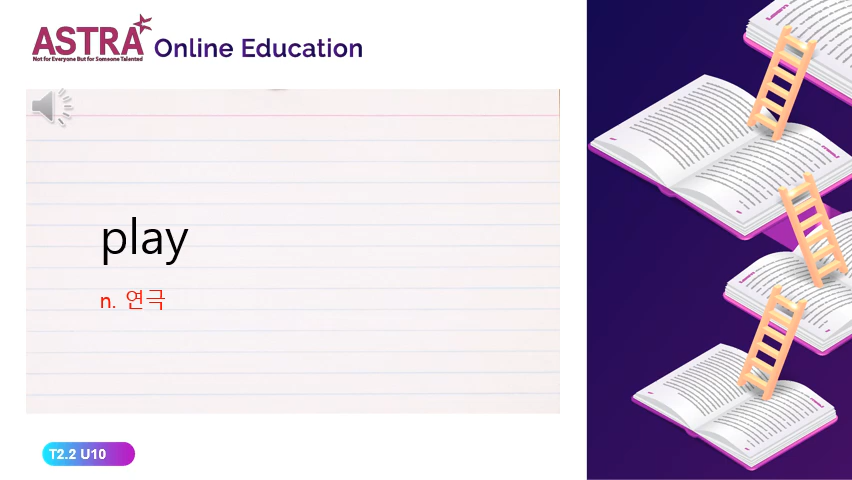 ASTRA Online Education
Not for Everyone But for Someone Talented
play
n. 연극
T2.2 U10